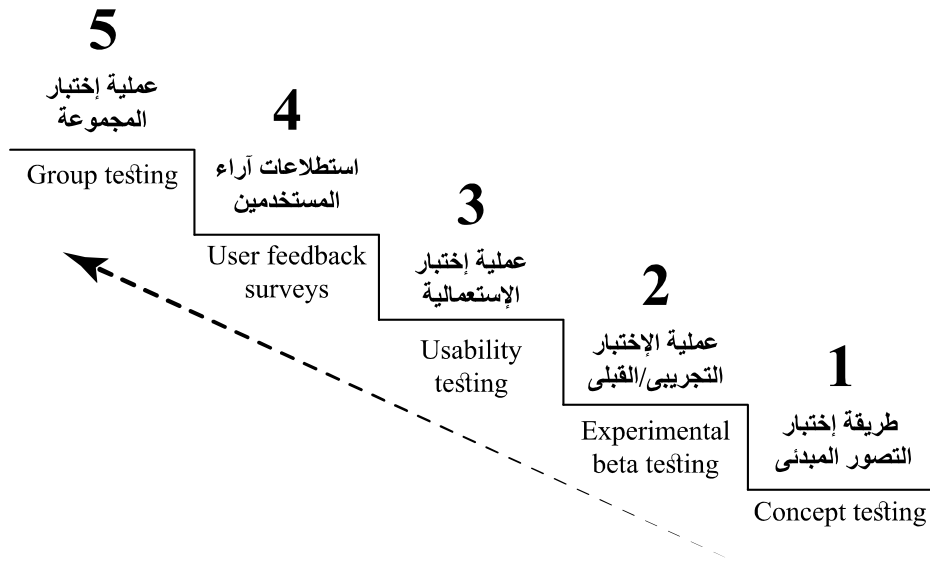 5
عملية إختبار
المجموعة
Group testing
4
استطلاعات آراء
المستخدمين
User feedback
surveys
3
عملية إختبار
الإستعمالية
Usability
testing
2
عملية الإختبار
التجريبى/القبلى
Experimental
beta testing
1
طريقة إختبار
التصور المبدئى
Concept testing